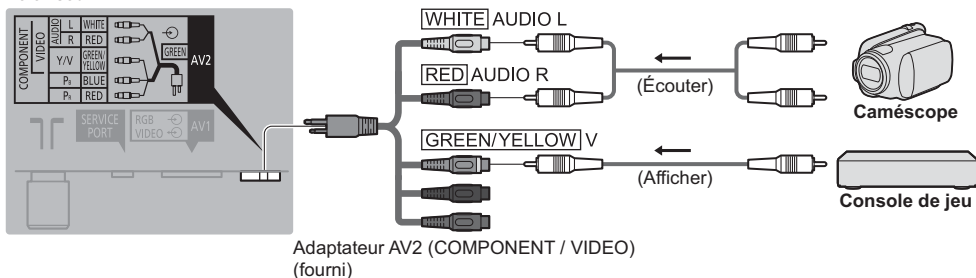 COMPONENT
VIDEO
AUDIO
L WHITE
R RED
Y/V GREEN/YELLOW
PB BLUE
PR RED
GREEN
AV2
SERVICE PORT
RGB
VIDEO
AV1
WHITE AUDIO L
RED AUDIO R
(Écouter)
GREEN/YELLOW V
(Afficher)
Caméscope
Console de jeu
Adaptateur AV2 (COMPONENT / VIDEO)
(fourni)